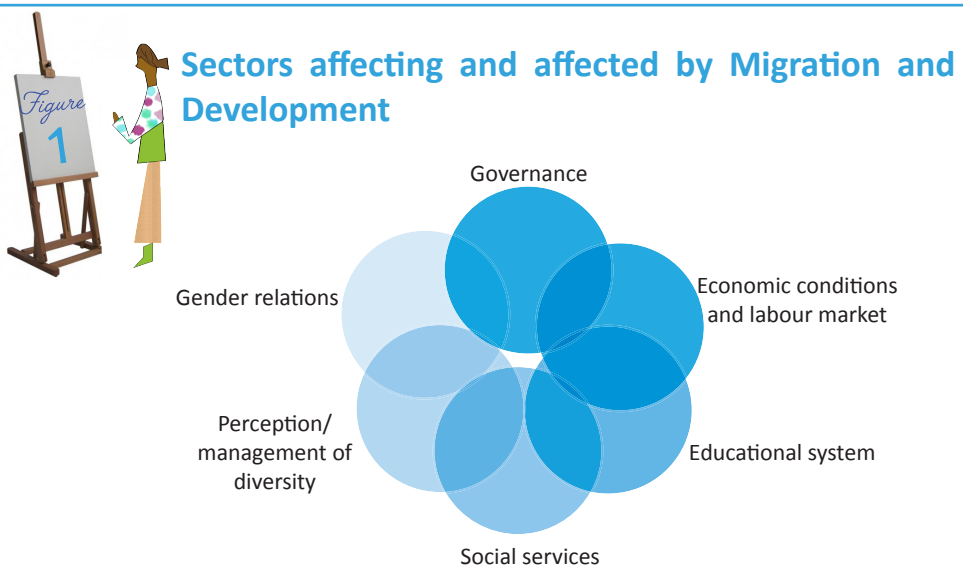 Figure
1
Sectors affecting and affected by Migration and
Development
Governance
Economic conditions
and labour market
Gender relations
Perception/
management of
diversity
Educational system
Social services